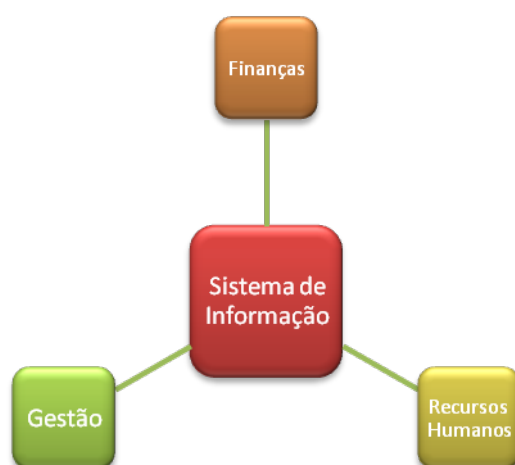 Finanças
Sistema de
Informação
Gestão
Recursos
Humanos